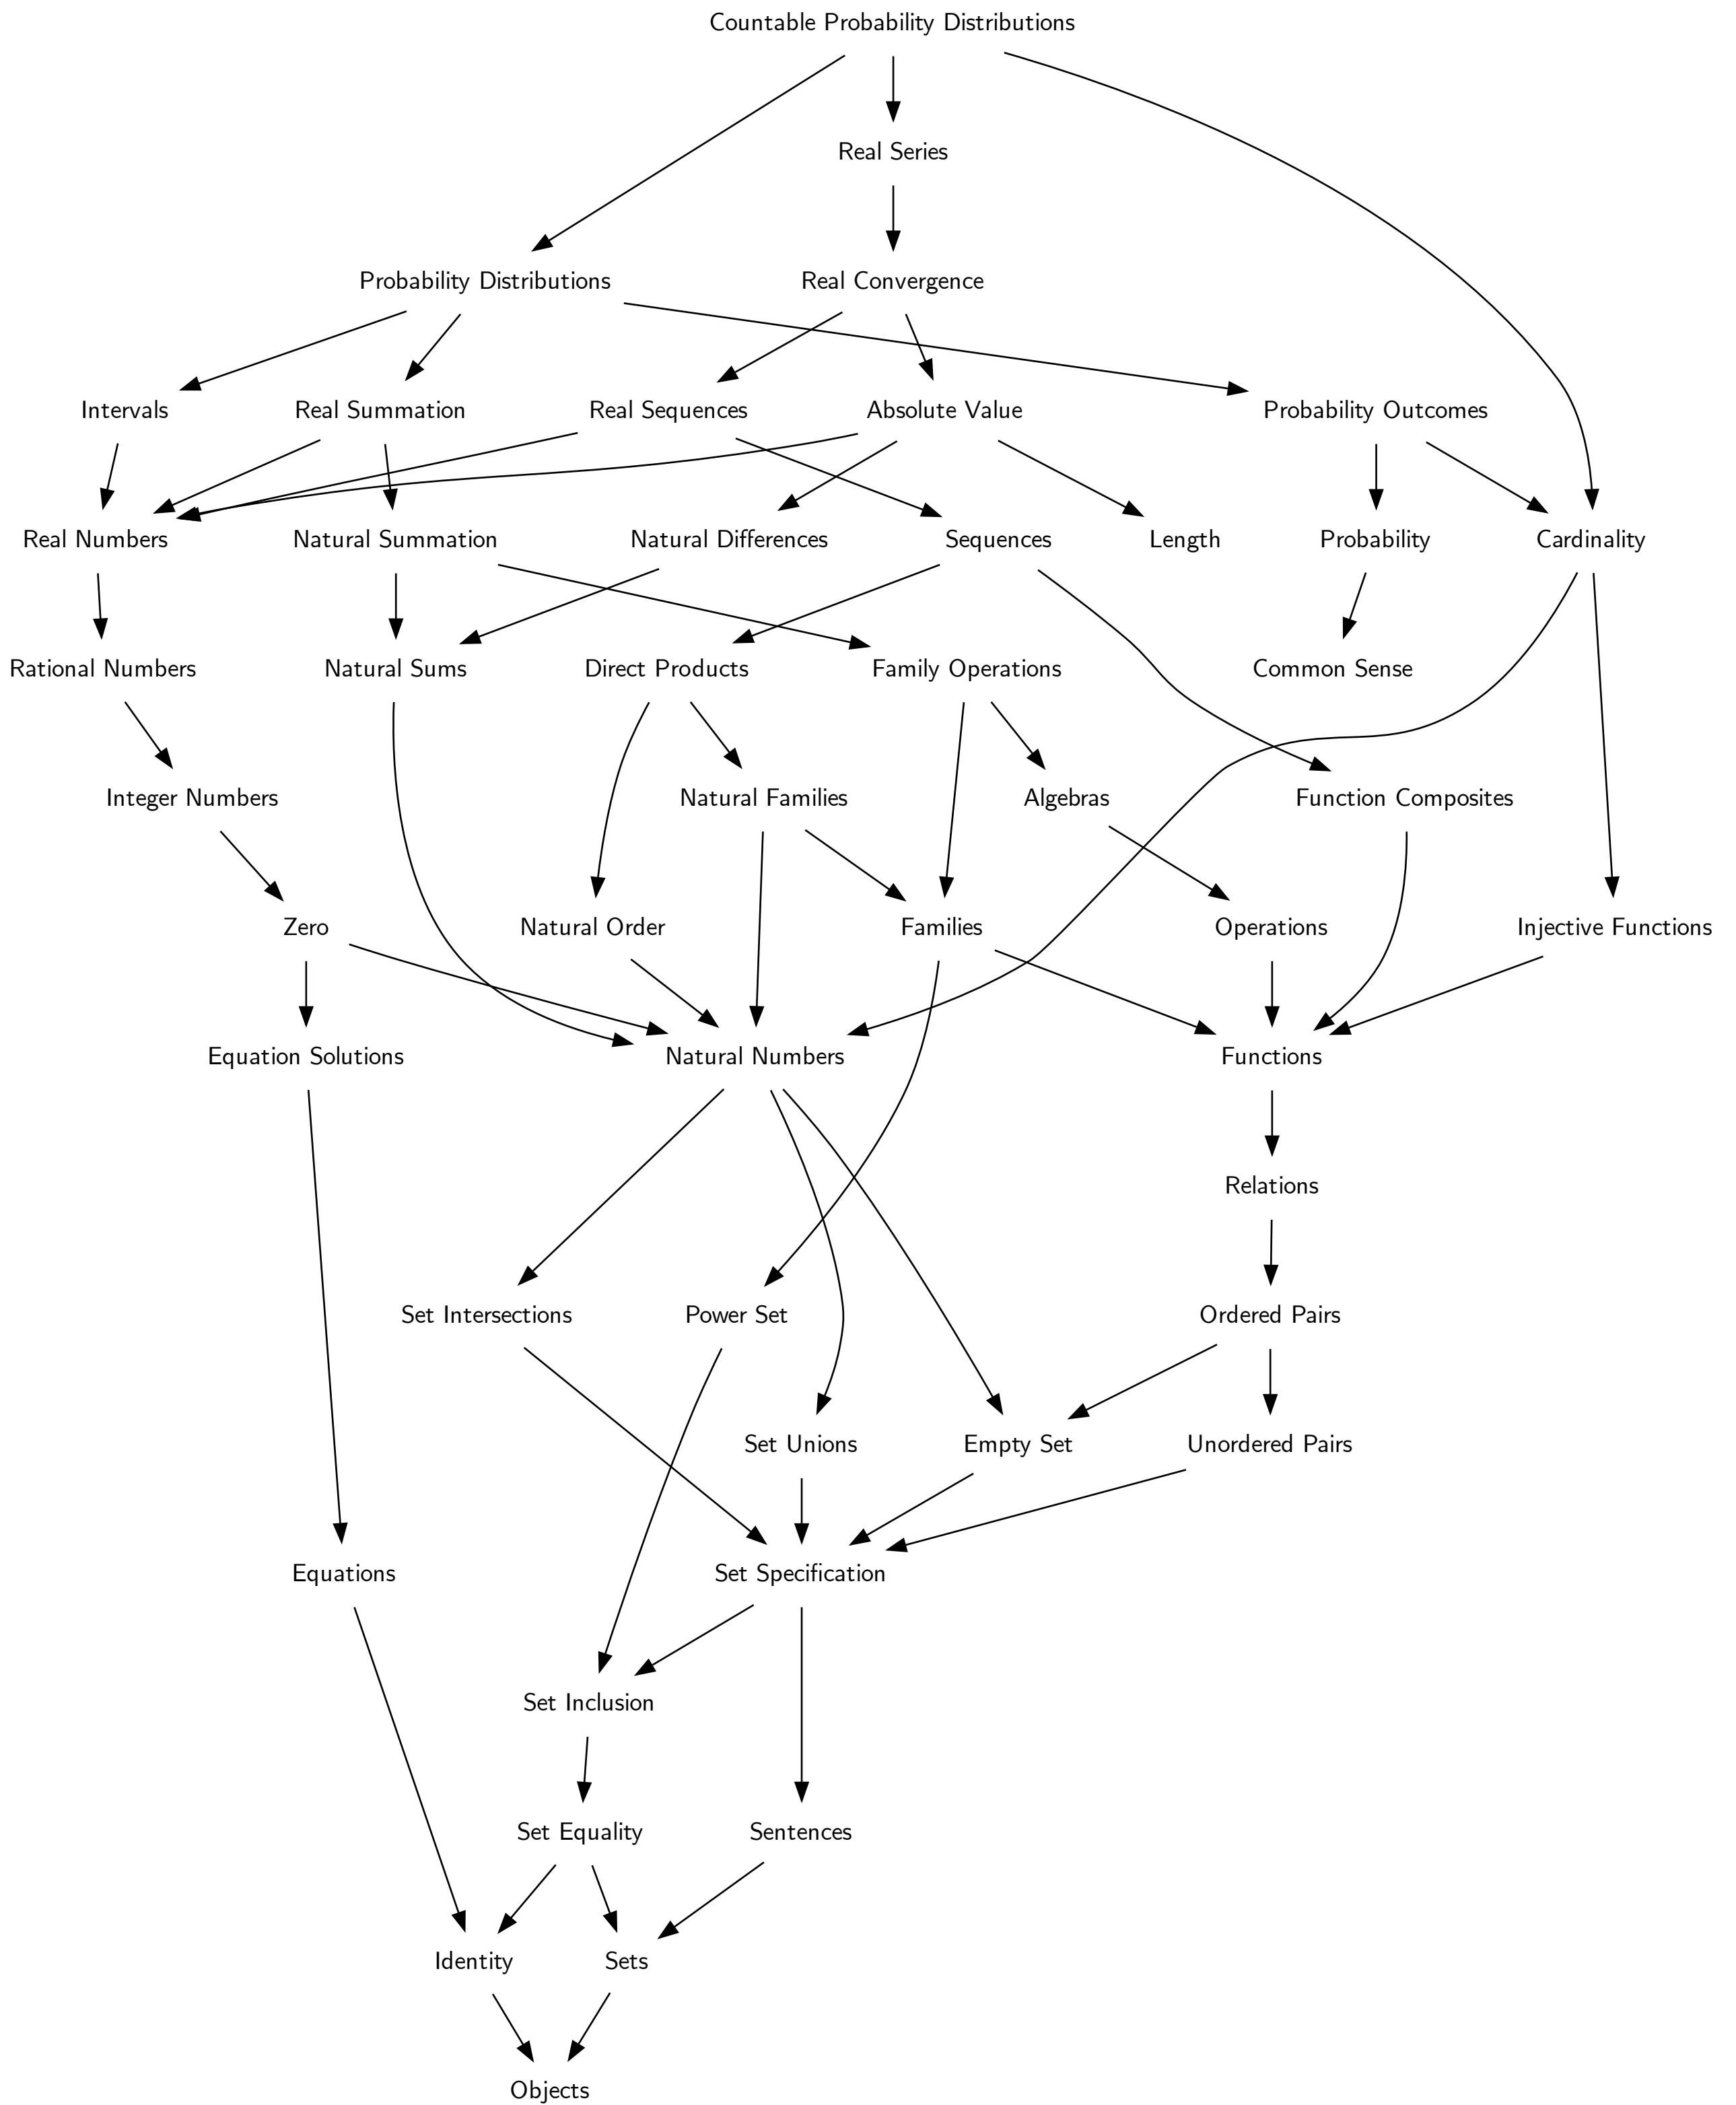 Countable Probability Distributions
Real Series
Probability Distributions
Real Convergence
Intervals
Real Summation
Real Sequences
Absolute Value
Probability Outcomes
Real Numbers
Natural Summation
Natural Differences
Sequences
Length
Probability
Cardinality
Rational Numbers
Natural Sums
Direct Products
Family Operations
Common Sense
Integer Numbers
Natural Families
Algebras
Function Composites
Zero
Natural Order
Families
Operations
Injective Functions
Equation Solutions
Natural Numbers
Functions
Relations
Set Intersections
Power Set
Ordered Pairs
Set Unions
Empty Set
Unordered Pairs
Equations
Set Specification
Set Inclusion
Set Equality
Sentences
Identity
Sets
Objects